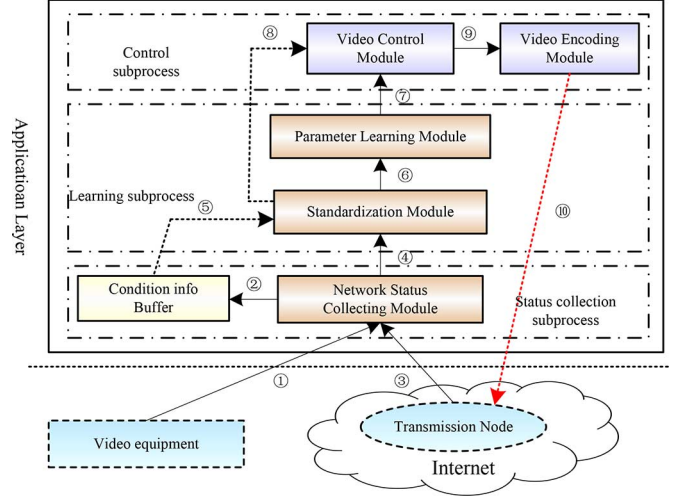 ⑧
Video Control
Module
⑨
Video Encoding
Module
Control
subprocess
⑦
Parameter Learning Module
⑥
Learning subprocess
⑤
Standardization Module
⑩
Applicatioan Layer
④
Condition info
Buffer
②
Network Status
Collecting Module
Status collection
subprocess
①
③
Video equipment
Transmission Node
Internet